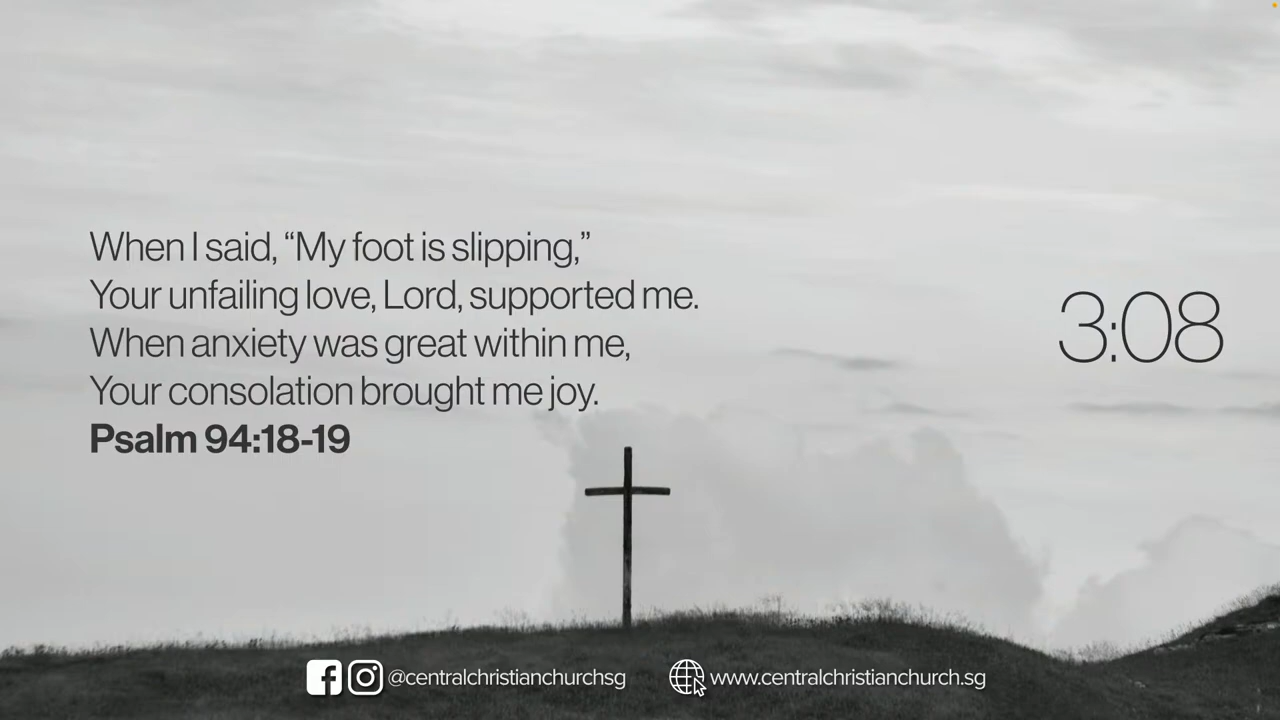 When I said, “My foot is slipping,”
Your unfailing love, Lord, supported me.
When anxiety was great within me,
Your consolation brought me joy.
Psalm 94:18-19
3:08
@centralchristianchurchsg
www.centralchristianchurch.sg